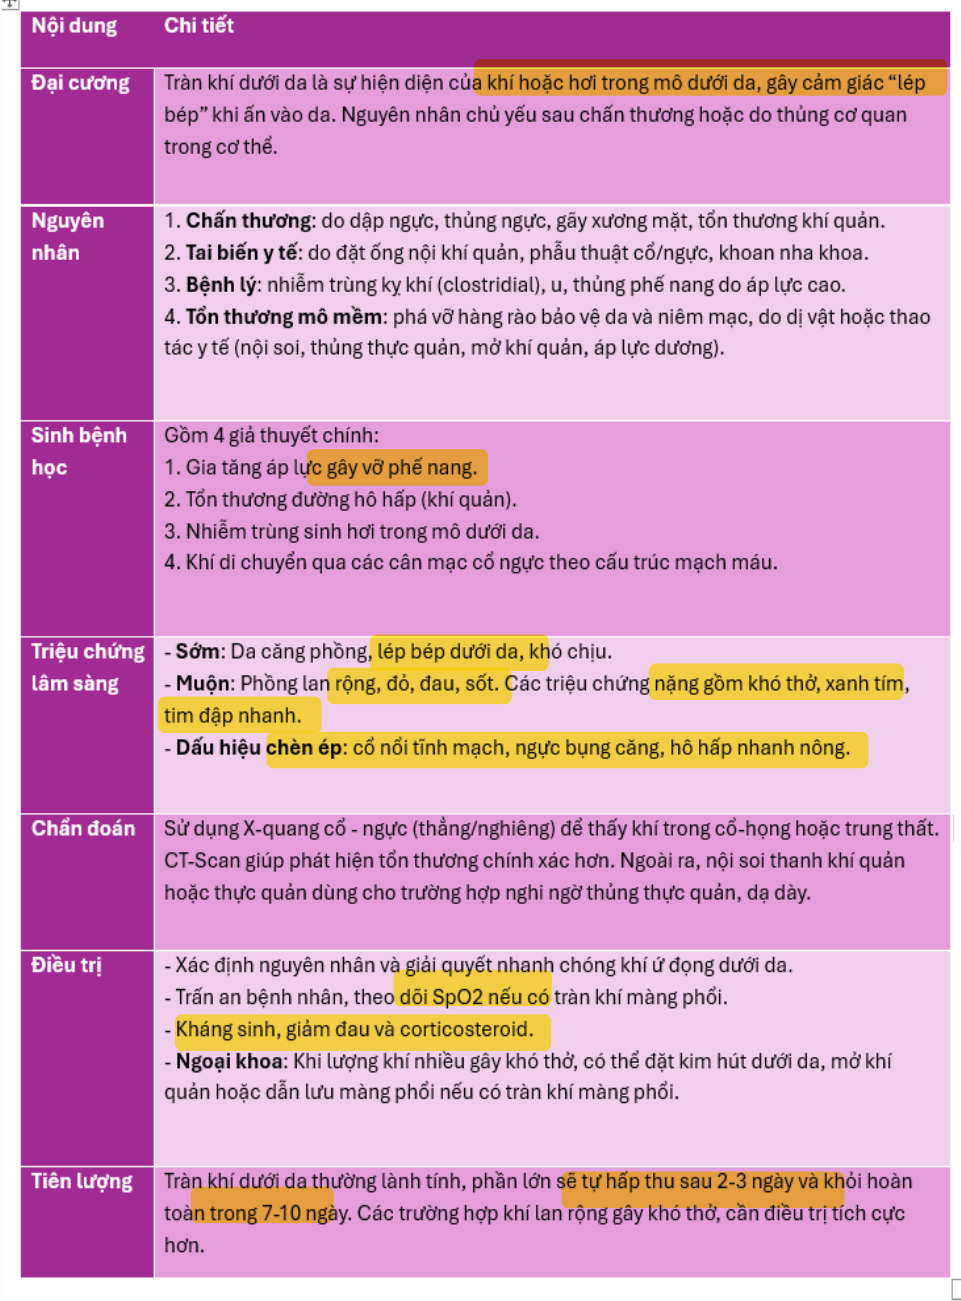 Nội dung
Chi tiết
Đại cương
Tràn khí dưới da là sự hiện diện của khí hoặc hơi trong mô dưới da, gây cảm giác “lép
bép” khi ấn vào da. Nguyên nhân chủ yếu sau chấn thương hoặc do thủng cơ quan
trong cơ thể.
Nguyên
nhân
1. Chấn thương: do dập ngực, thủng ngực, gãy xương mặt, tổn thương khí quản.
2. Tai biến y tế: do đặt ống nội khí quản, phẫu thuật cổ/ngực, khoan nha khoa.
3. Bệnh lý: nhiễm trùng kỵ khí (clostridial), u, thủng phế nang do áp lực cao.
4. Tổn thương mô mềm: phá vỡ hàng rào bảo vệ da và niêm mạc, do dị vật hoặc thao
tác y tế (nội soi, thủng thực quản, mở khí quản, áp lực dương).
Sinh bệnh
học
Gồm 4 giả thuyết chính:
1. Gia tăng áp lực gây vỡ phế nang.
2. Tổn thương đường hô hấp (khí quản).
3. Nhiễm trùng sinh hơi trong mô dưới da.
4. Khí di chuyển qua các cân mạc cổ ngực theo cấu trúc mạch máu.
Triệu chứng
lâm sàng
- Sớm: Da căng phồng, lép bép dưới da, khó chịu.
- Muộn: Phồng lan rộng, đỏ, đau, sốt. Các triệu chứng nặng gồm khó thở, xanh tím,
tim đập nhanh.
- Dấu hiệu chèn ép: cổ nổi tĩnh mạch, ngực bụng căng, hô hấp nhanh nông.
Chẩn đoán
Sử dụng X-quang cổ - ngực (thẳng/nghiêng) để thấy khí trong cổ-họng hoặc trung thất.
CT-Scan giúp phát hiện tổn thương chính xác hơn. Ngoài ra, nội soi thanh khí quản
hoặc thực quản dùng cho trường hợp nghi ngờ thủng thực quản, dạ dày.
Điều trị
- Xác định nguyên nhân và giải quyết nhanh chóng khí ứ đọng dưới da.
- Trấn an bệnh nhân, theo dõi SpO2 nếu có tràn khí màng phổi.
- Kháng sinh, giảm đau và corticosteroid.
- Ngoại khoa: Khi lượng khí nhiều gây khó thở, có thể đặt kim hút dưới da, mở khí
quản hoặc dẫn lưu màng phổi nếu có tràn khí màng phổi.
Tiên lượng
Tràn khí dưới da thường lành tính, phần lớn sẽ tự hấp thu sau 2-3 ngày và khỏi hoàn
toàn trong 7-10 ngày. Các trường hợp khí lan rộng gây khó thở, cần điều trị tích cực
hơn.